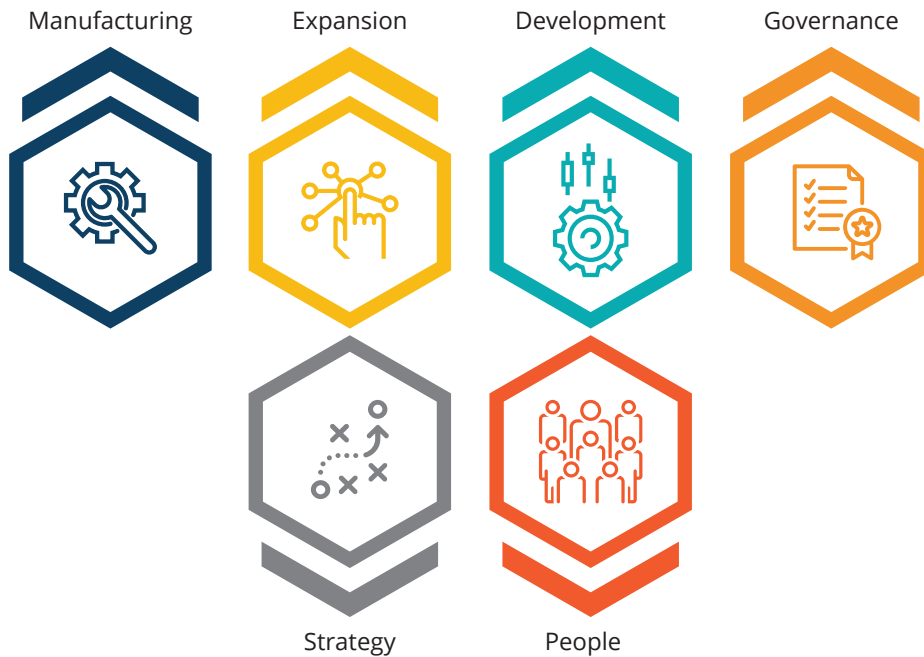 Manufacturing
Expansion
Development
Governance
Strategy
People